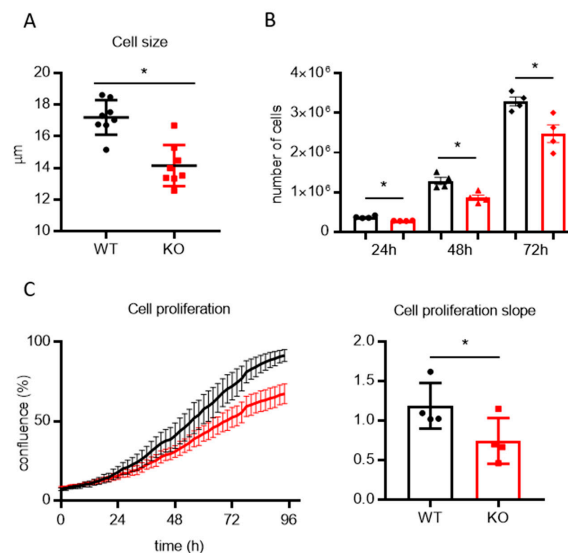 A
Cell size
*
18
16
14
12
10
20
μm
WT
KO
B
4×10⁶
3×10⁶
2×10⁶
1×10⁶
0
number of cells
*
*
*
24h
48h
72h
C
Cell proliferation
100
50
0
confluence (%)
0
24
48
72
96
time (h)
Cell proliferation slope
2.0
1.5
1.0
0.5
0.0
*
WT
KO